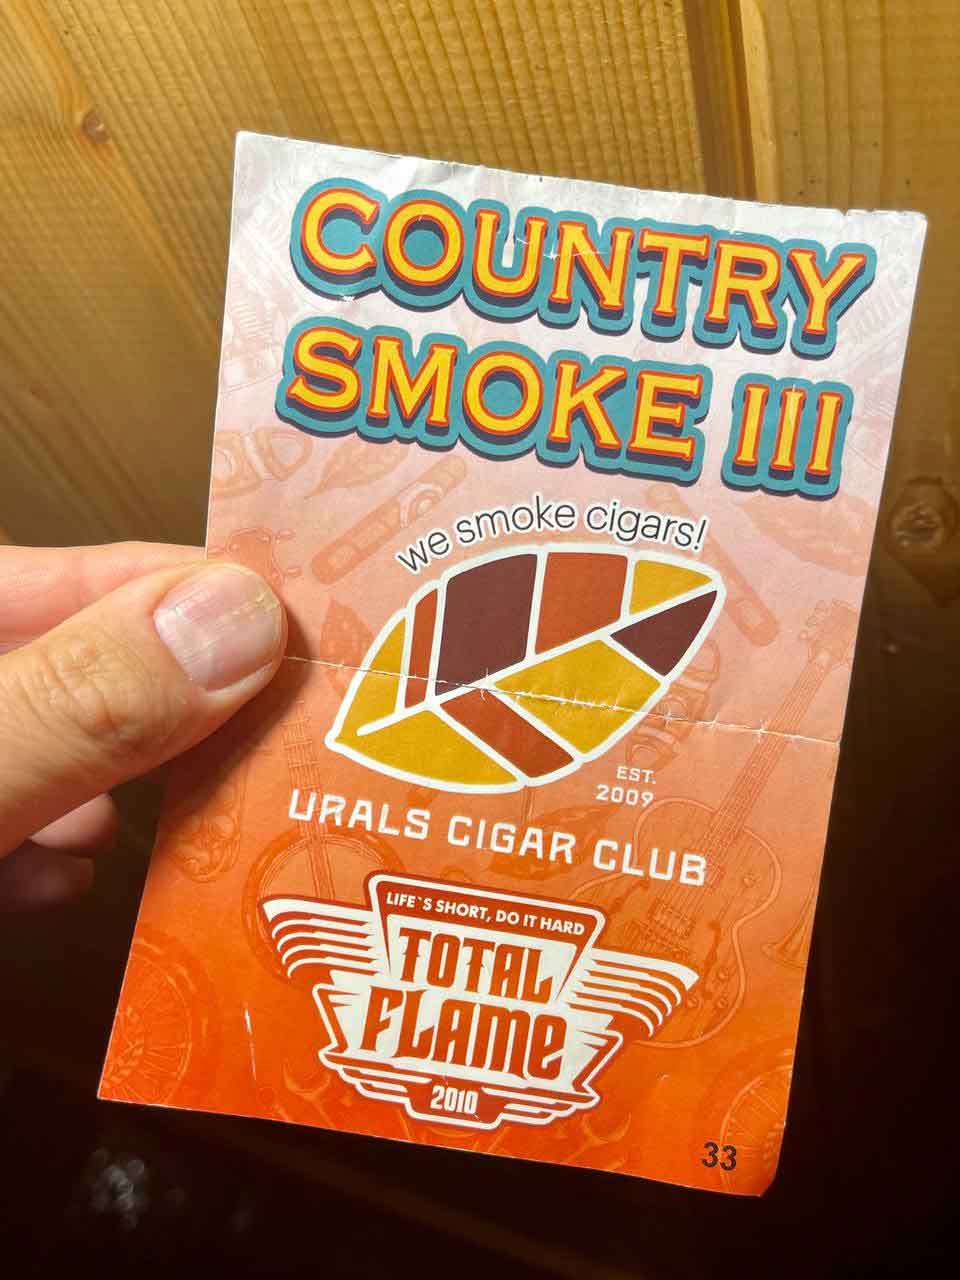 COUNTRY
SMOKE III
we smoke cigars!
EST.
2009
URALS CIGAR CLUB
LIFE`S SHORT, DO IT HARD
TOTAL
FLAME
2010
33